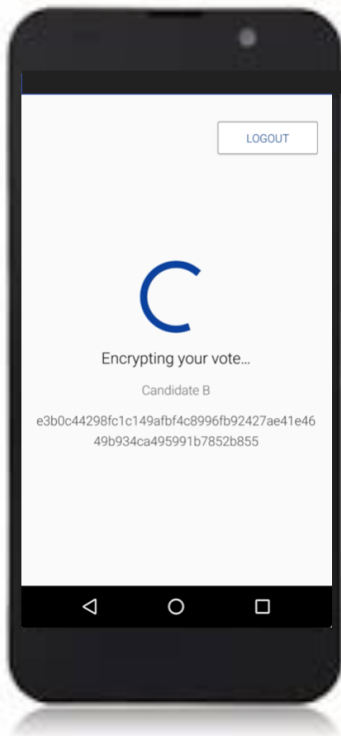 LOGOUT
Encrypting your vote...
Candidate B
e3b0c44298fc1c149afbf4c8996fb92427ae41e46
49b934ca495991b7852b855